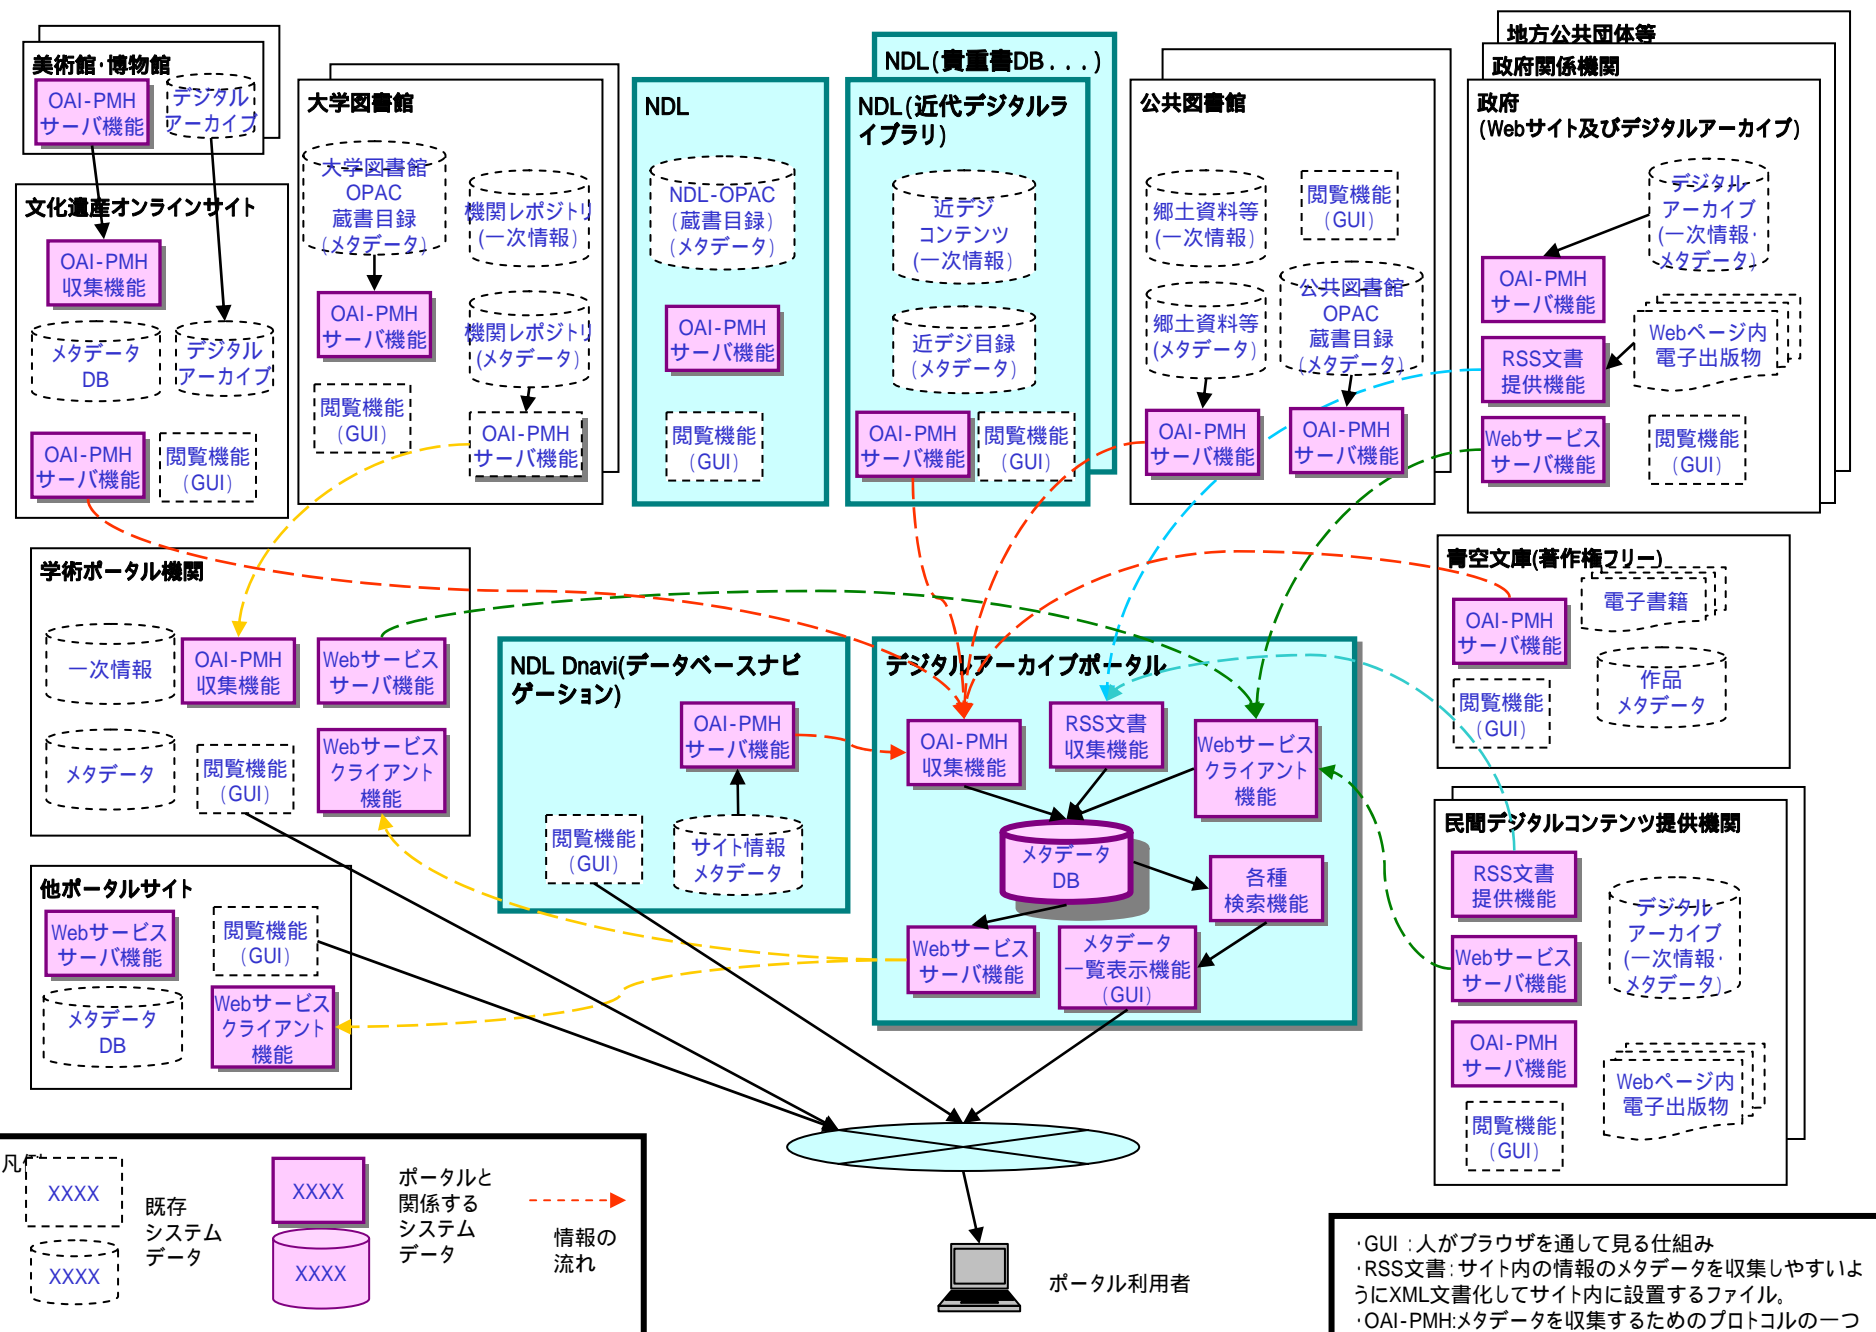 美術館・博物館
OAI-PMH
サーバ機能
デジタル
アーカイブ
文化遺産オンラインサイト
OAI-PMH
収集機能
メタデータ
DB
デジタル
アーカイブ
OAI-PMH
サーバ機能
閲覧機能
(GUI)
大学図書館
大学図書館
OPAC
蔵書目録
(メタデータ)
機関レポジトリ
(一次情報)
OAI-PMH
サーバ機能
機関レポジトリ
(メタデータ)
閲覧機能
(GUI)
OAI-PMH
サーバ機能
NDL
NDL-OPAC
(蔵書目録)
(メタデータ)
OAI-PMH
サーバ機能
閲覧機能
(GUI)
NDL(貴重書DB...)
NDL(近代デジタルラ
イブラリ)
近デジ
コンテンツ
(一次情報)
近デジ目録
(メタデータ)
OAI-PMH
サーバ機能
閲覧機能
(GUI)
公共図書館
郷土資料等
(一次情報)
閲覧機能
(GUI)
郷土資料等
(メタデータ)
公共図書館
OPAC
蔵書目録
(メタデータ)
OAI-PMH
サーバ機能
OAI-PMH
サーバ機能
地方公共団体等
政府関係機関
政府
(Webサイト及びデジタルアーカイブ)
デジタル
アーカイブ
(一次情報・
メタデータ)
OAI-PMH
サーバ機能
Webページ内
電子出版物
RSS文書
提供機能
Webサービス
サーバ機能
閲覧機能
(GUI)
学術ポータル機関
一次情報
OAI-PMH
収集機能
Webサービス
サーバ機能
メタデータ
閲覧機能
(GUI)
Webサービス
クライアント
機能
NDL Dnavi(データベースナビ
ゲーション)
OAI-PMH
サーバ機能
閲覧機能
(GUI)
サイト情報
メタデータ
デジタルアーカイブポータル
OAI-PMH
収集機能
RSS文書
収集機能
Webサービス
クライアント
機能
メタデータ
DB
各種
検索機能
Webサービス
サーバ機能
メタデータ
一覧表示機能
(GUI)
青空文庫(著作権フリー)
電子書籍
OAI-PMH
サーバ機能
作品
メタデータ
閲覧機能
(GUI)
民間デジタルコンテンツ提供機関
RSS文書
提供機能
デジタル
アーカイブ
(一次情報・
メタデータ)
Webサービス
サーバ機能
OAI-PMH
サーバ機能
Webページ内
電子出版物
閲覧機能
(GUI)
他ポータルサイト
Webサービス
サーバ機能
閲覧機能
(GUI)
メタデータ
DB
Webサービス
クライアント
機能
凡例
XXXX
XXXX
既存
システム
データ
XXXX
XXXX
ポータルと
関係する
システム
データ
情報の
流れ
ポータル利用者
・GUI :人がブラウザを通して見る仕組み
・RSS文書:サイト内の情報のメタデータを収集しやすいよ
うにXML文書化してサイト内に設置するファイル。
・OAI-PMH:メタデータを収集するためのプロトコルの一つ